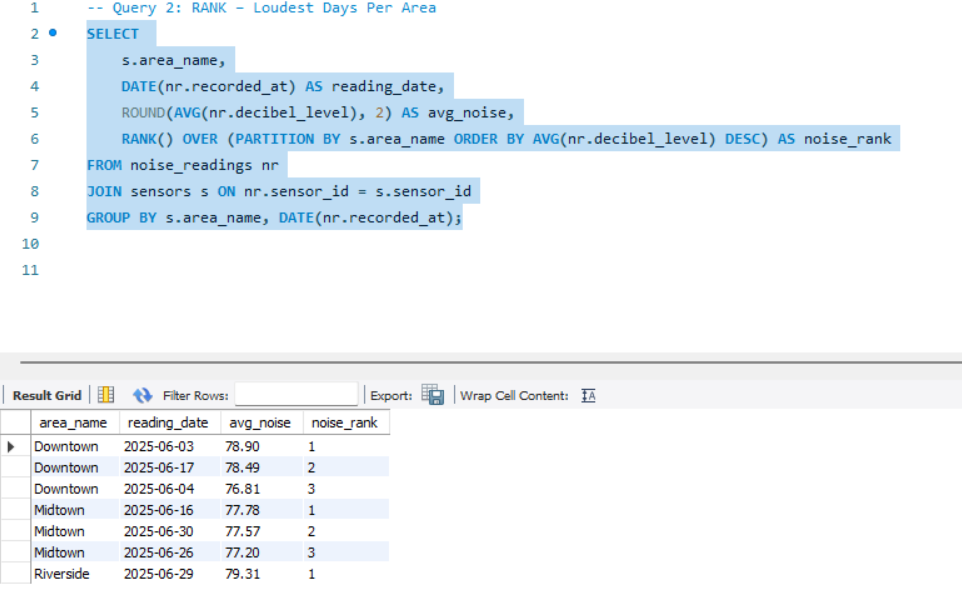 1 -- Query 2: RANK – Loudest Days Per Area
2 SELECT
3 s.area_name,
4 DATE(nr.recorded_at) AS reading_date,
5 ROUND(AVG(nr.decibel_level), 2) AS avg_noise,
6 RANK() OVER (PARTITION BY s.area_name ORDER BY AVG(nr.decibel_level) DESC) AS noise_rank
7 FROM noise_readings nr
8 JOIN sensors s ON nr.sensor_id = s.sensor_id
9 GROUP BY s.area_name, DATE(nr.recorded_at);
10
11
Result Grid Filter Rows: Export: Wrap Cell Content: IA
area_name reading_date avg_noise noise_rank
Downtown 2025-06-03 78.90 1
Downtown 2025-06-17 78.49 2
Downtown 2025-06-04 76.81 3
Midtown 2025-06-16 77.78 1
Midtown 2025-06-30 77.57 2
Midtown 2025-06-26 77.20 3
Riverside 2025-06-29 79.31 1